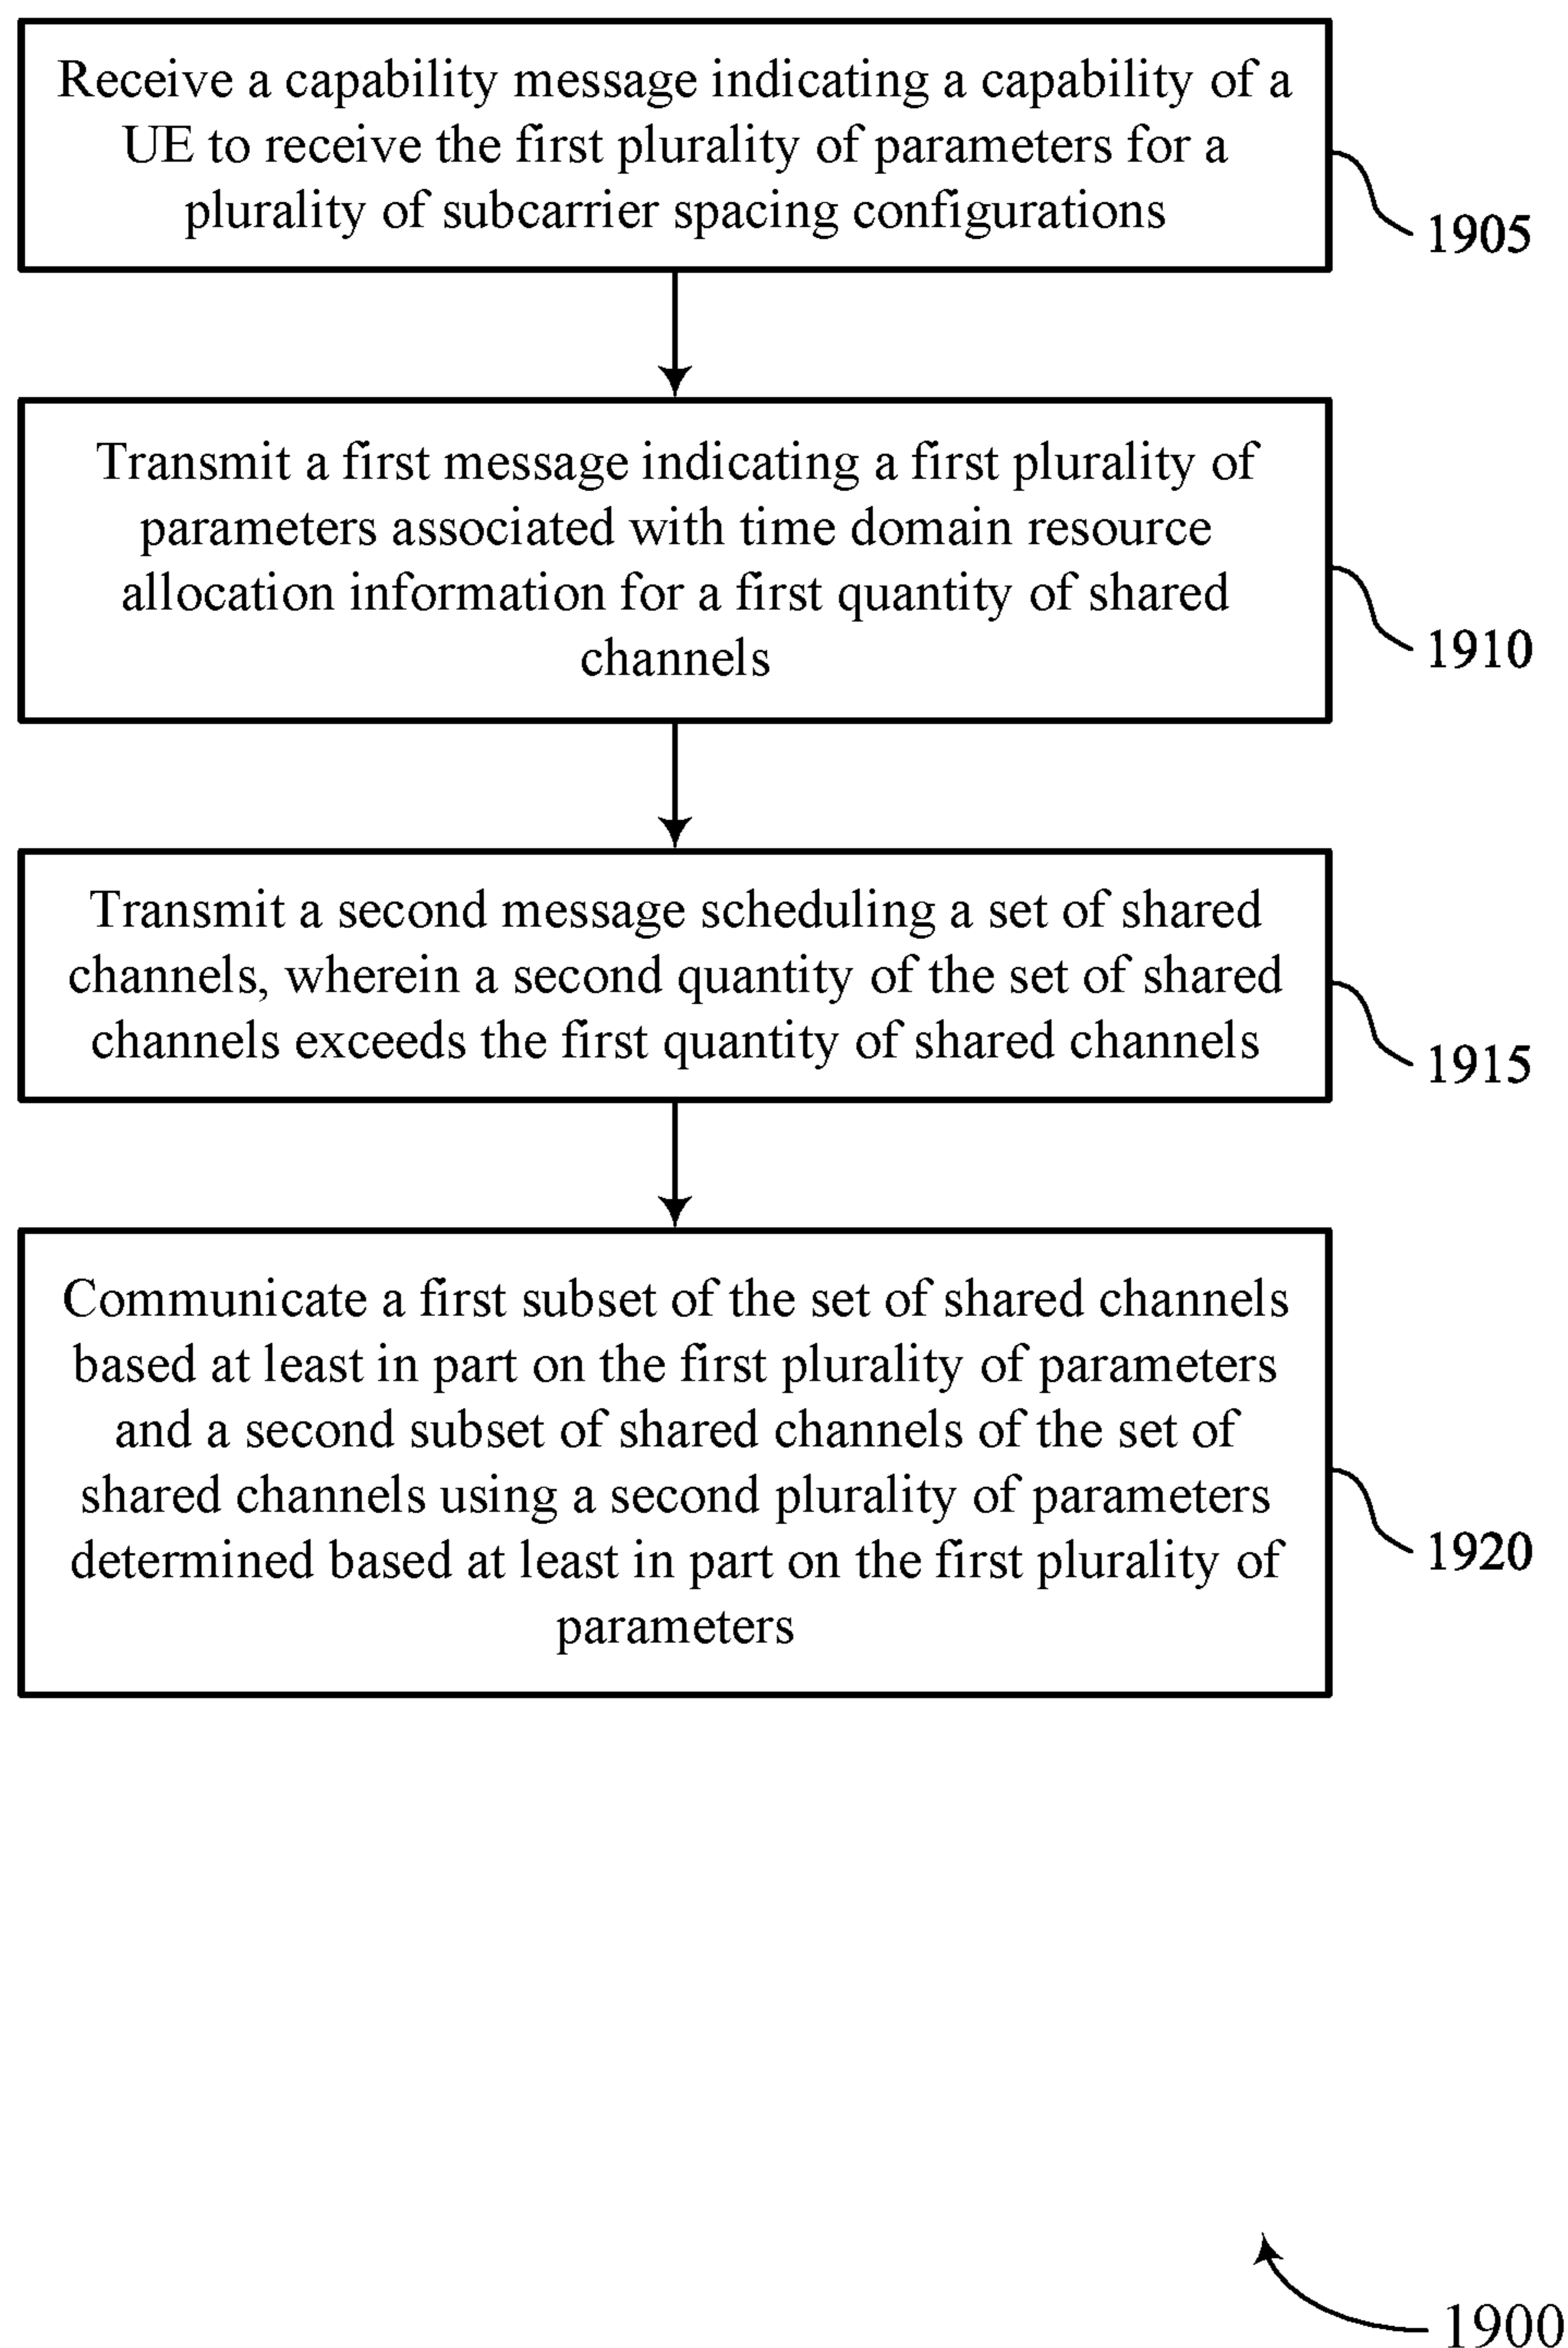 Receive a capability message indicating a capability of a
UE to receive the first plurality of parameters for a
plurality of subcarrier spacing configurations
1905
Transmit a first message indicating a first plurality of
parameters associated with time domain resource
allocation information for a first quantity of shared
channels
1910
Transmit a second message scheduling a set of shared
channels, wherein a second quantity of the set of shared
channels exceeds the first quantity of shared channels
1915
Communicate a first subset of the set of shared channels
based at least in part on the first plurality of parameters
and a second subset of shared channels of the set of
shared channels using a second plurality of parameters
determined based at least in part on the first plurality of
parameters
1920
1900